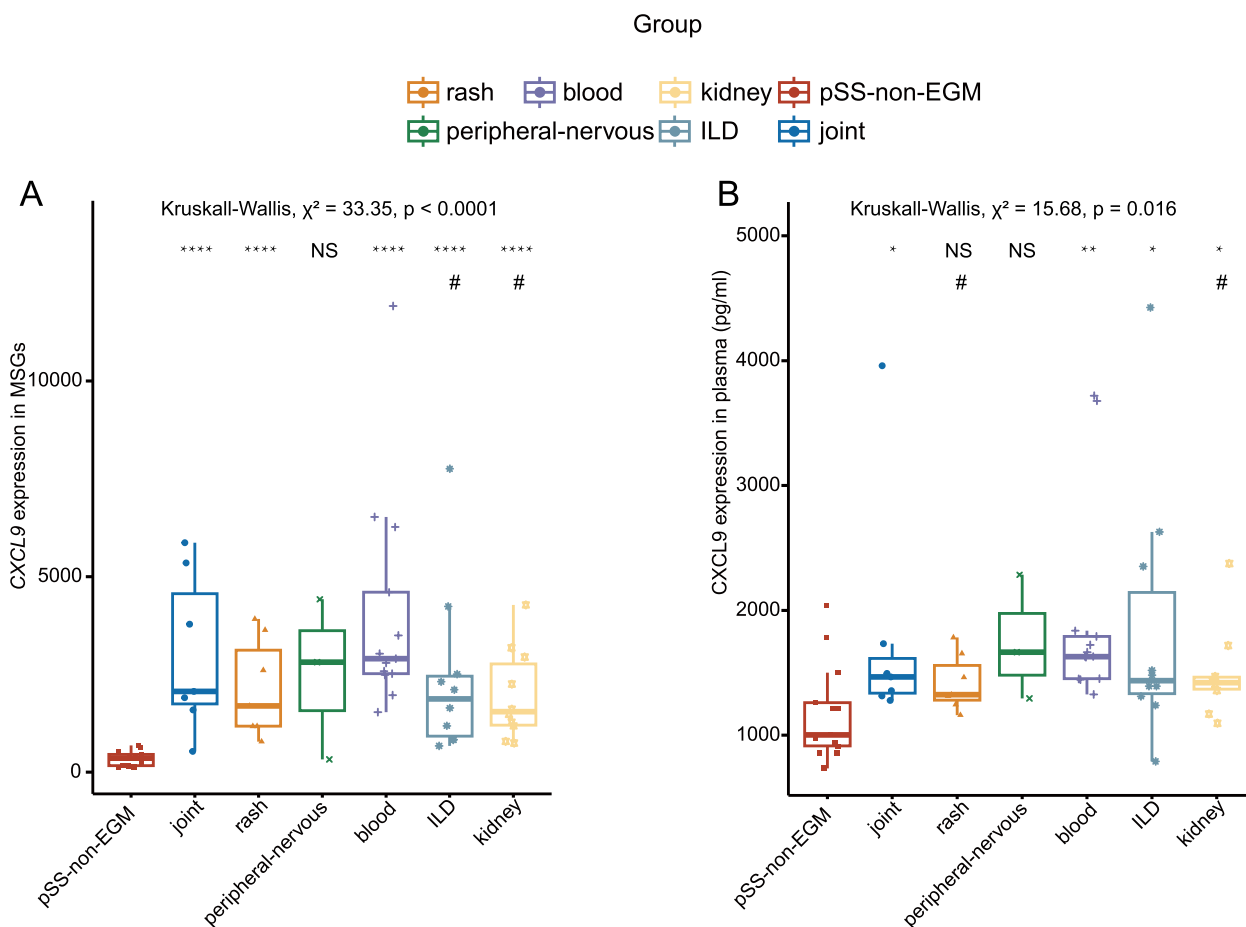 Group
rash blood kidney pSS-non-EGM
peripheral-nervous ILD joint
A
Kruskall-Wallis, χ² = 33.35, p < 0.0001
**** **** NS **** **** ****
# #
CXCL9 expression in MSGs
10000
5000
0
pSS-non-EGM
joint
rash
peripheral-nervous
blood
ILD
kidney
B
Kruskall-Wallis, χ² = 15.68, p = 0.016
* NS NS ** * *
# #
CXCL9 expression in plasma (pg/ml)
5000
4000
3000
2000
1000
pSS-non-EGM
joint
rash
peripheral-nervous
blood
ILD
kidney